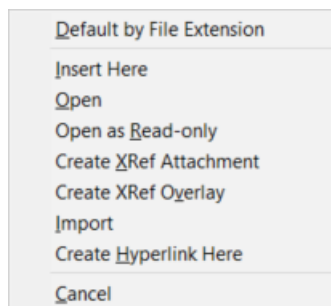 Default by File Extension
Insert Here
Open
Open as Read-only
Create XRef Attachment
Create XRef Overlay
Import
Create Hyperlink Here
Cancel